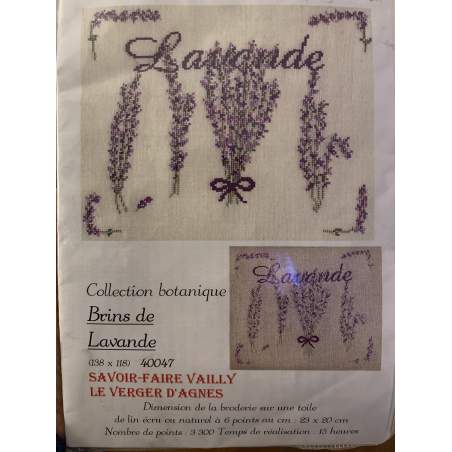 Lavande
Lavande
Collection botanique
Brins de
Lavande
(138 x 118) 40047
SAVOIR-FAIRE VAILLY
LE VERGER D'AGNES
Dimension de la broderie sur une toile
de lin écru ou naturel à 6 points au cm : 23 x 20 cm
Nombre de points : 3 300 Temps de réalisation : 13 heures